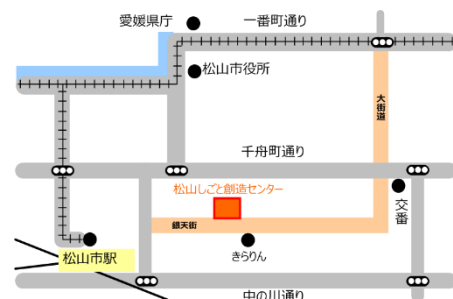 愛媛県庁
一番町通り
松山市役所
大街道
千舟町通り
松山しごと創造センター
交番
銀天街
きらりん
松山市駅
中の川通り